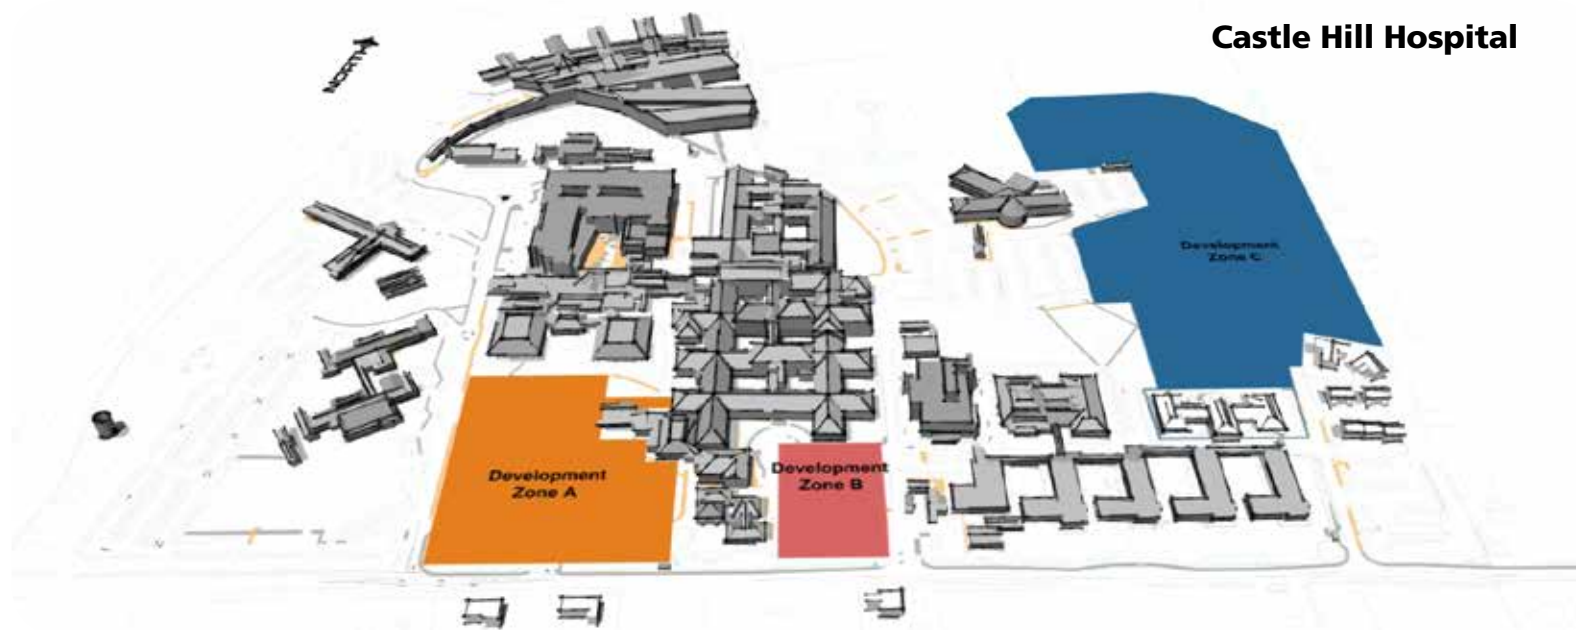 Castle Hill Hospital
NORTH
Development
Zone C
Development
Zone A
Development
Zone B